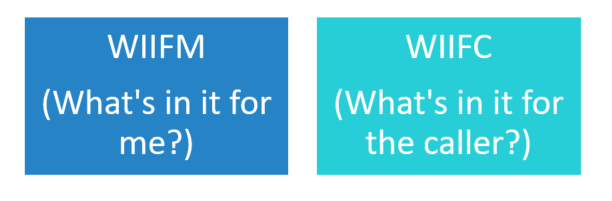 WIIFM
(What's in it for
me?)
WIIFC
(What's in it for
the caller?)